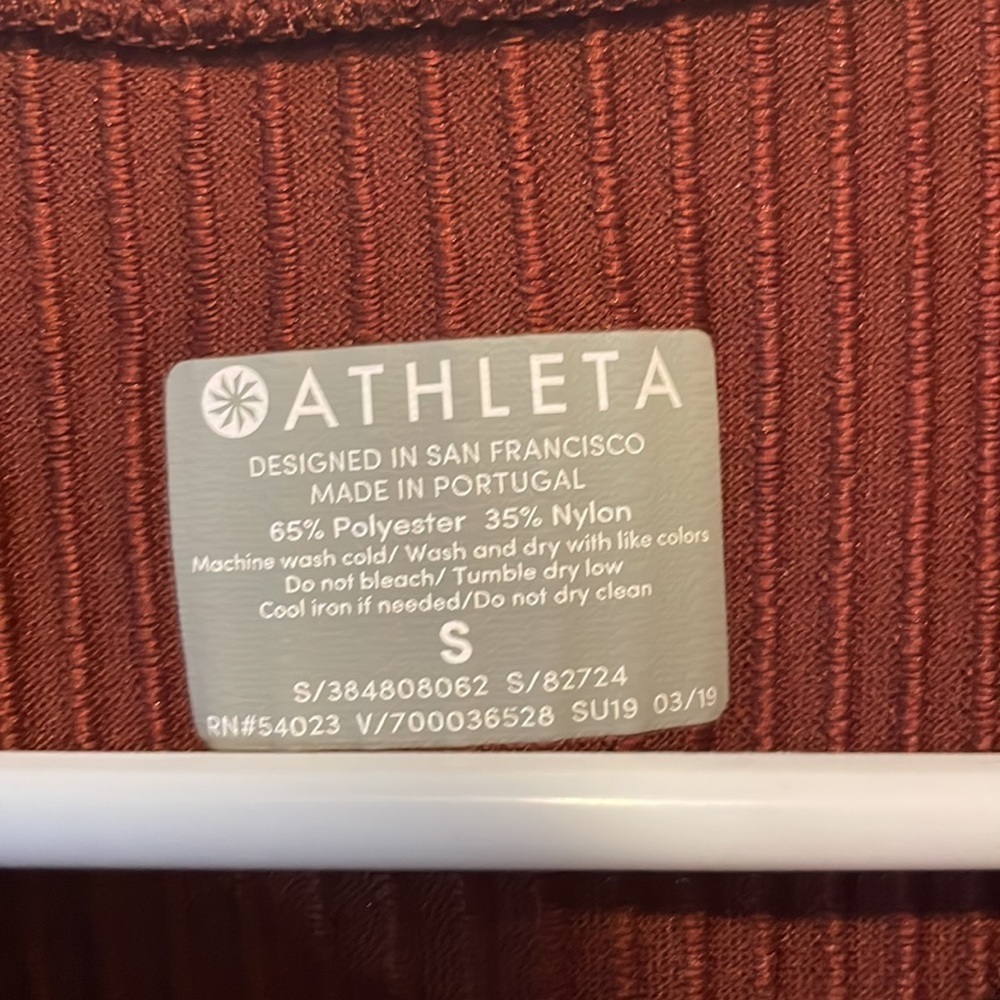 ATHLETA
DESIGNED IN SAN FRANCISCO
MADE IN PORTUGAL
65% Polyester 35% Nylon
Machine wash cold/ Wash and dry with like colors
Do not bleach/ Tumble dry low
Cool iron if needed/Do not dry clean
S
S/384808062 S/82724
RN#54023 V/700036528 SU19 03/19